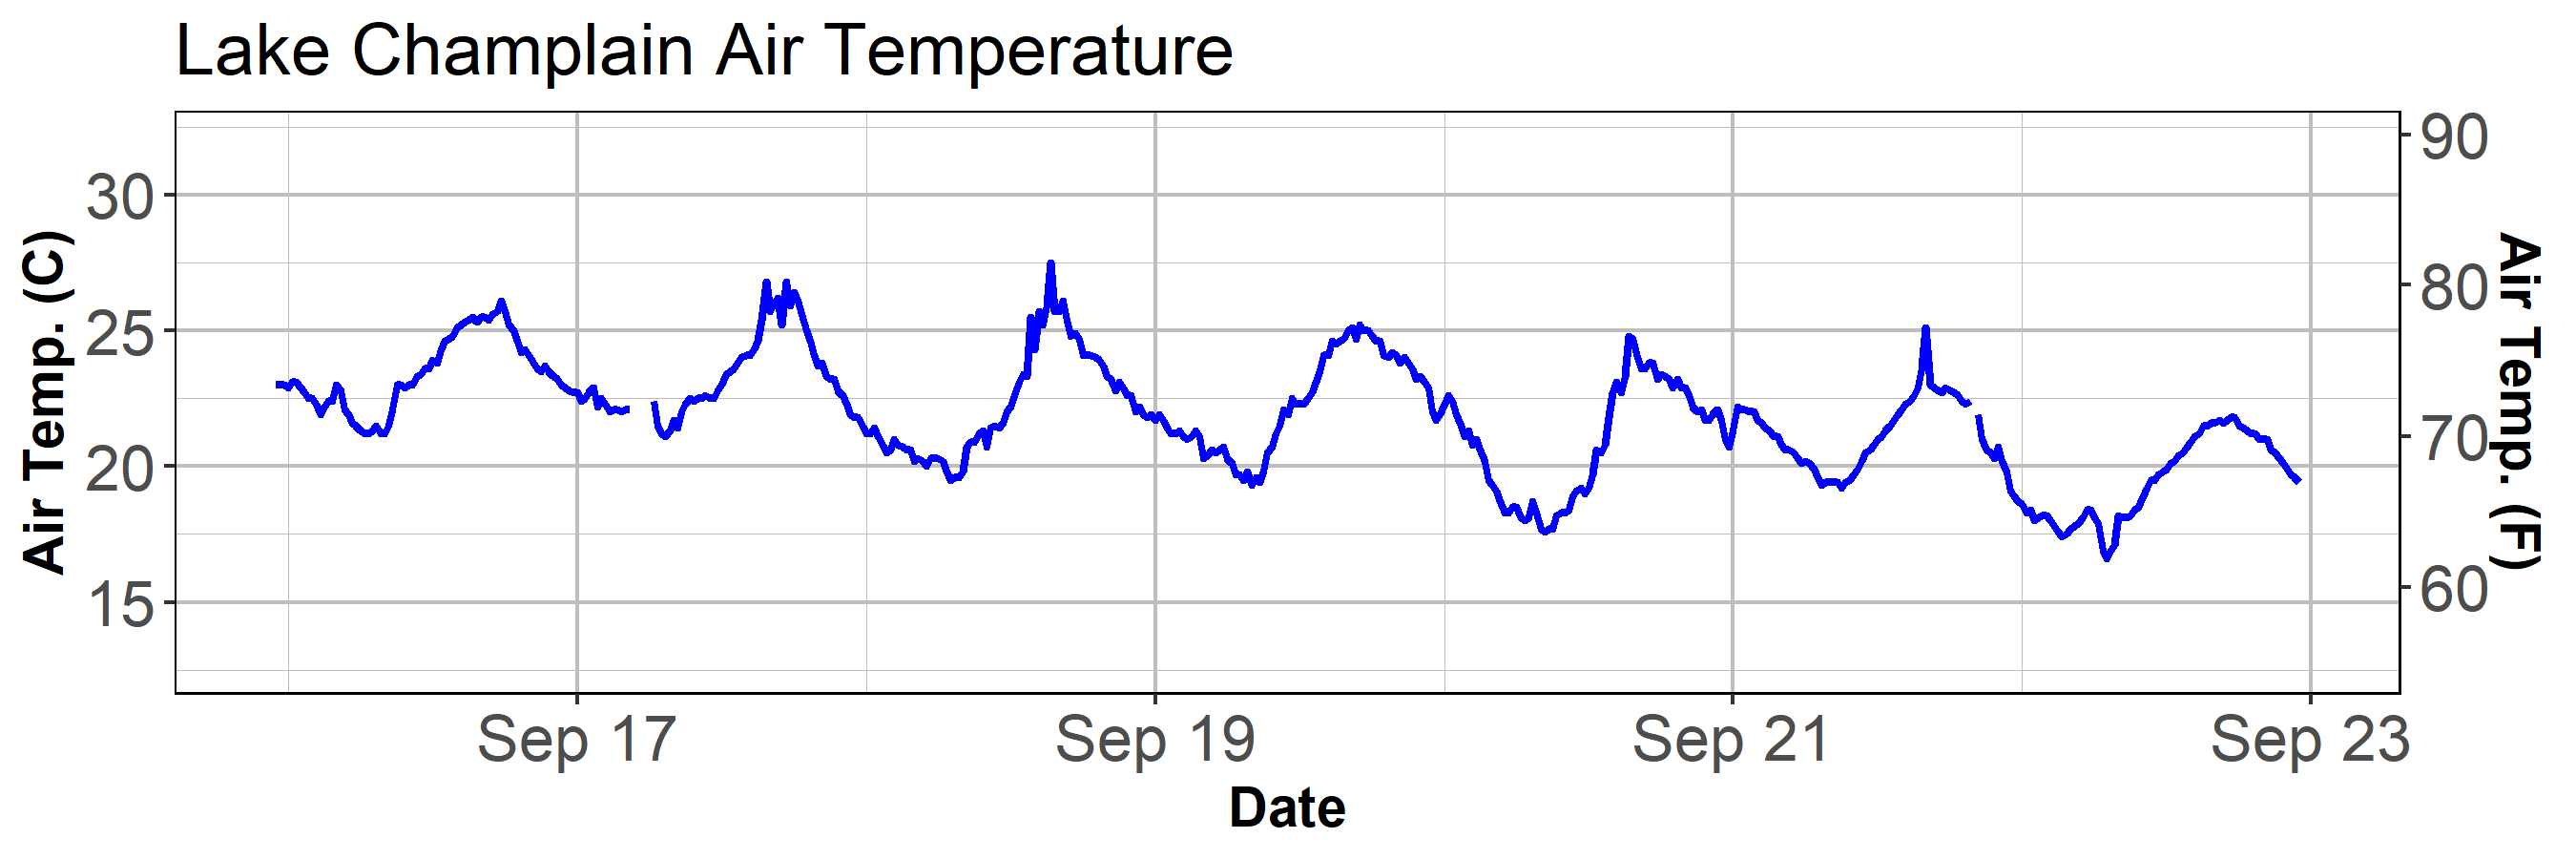 Lake Champlain Air Temperature
Air Temp. (C)
30
25
20
15
90
80
70
60
Air Temp. (F)
Sep 17
Sep 19
Sep 21
Sep 23
Date